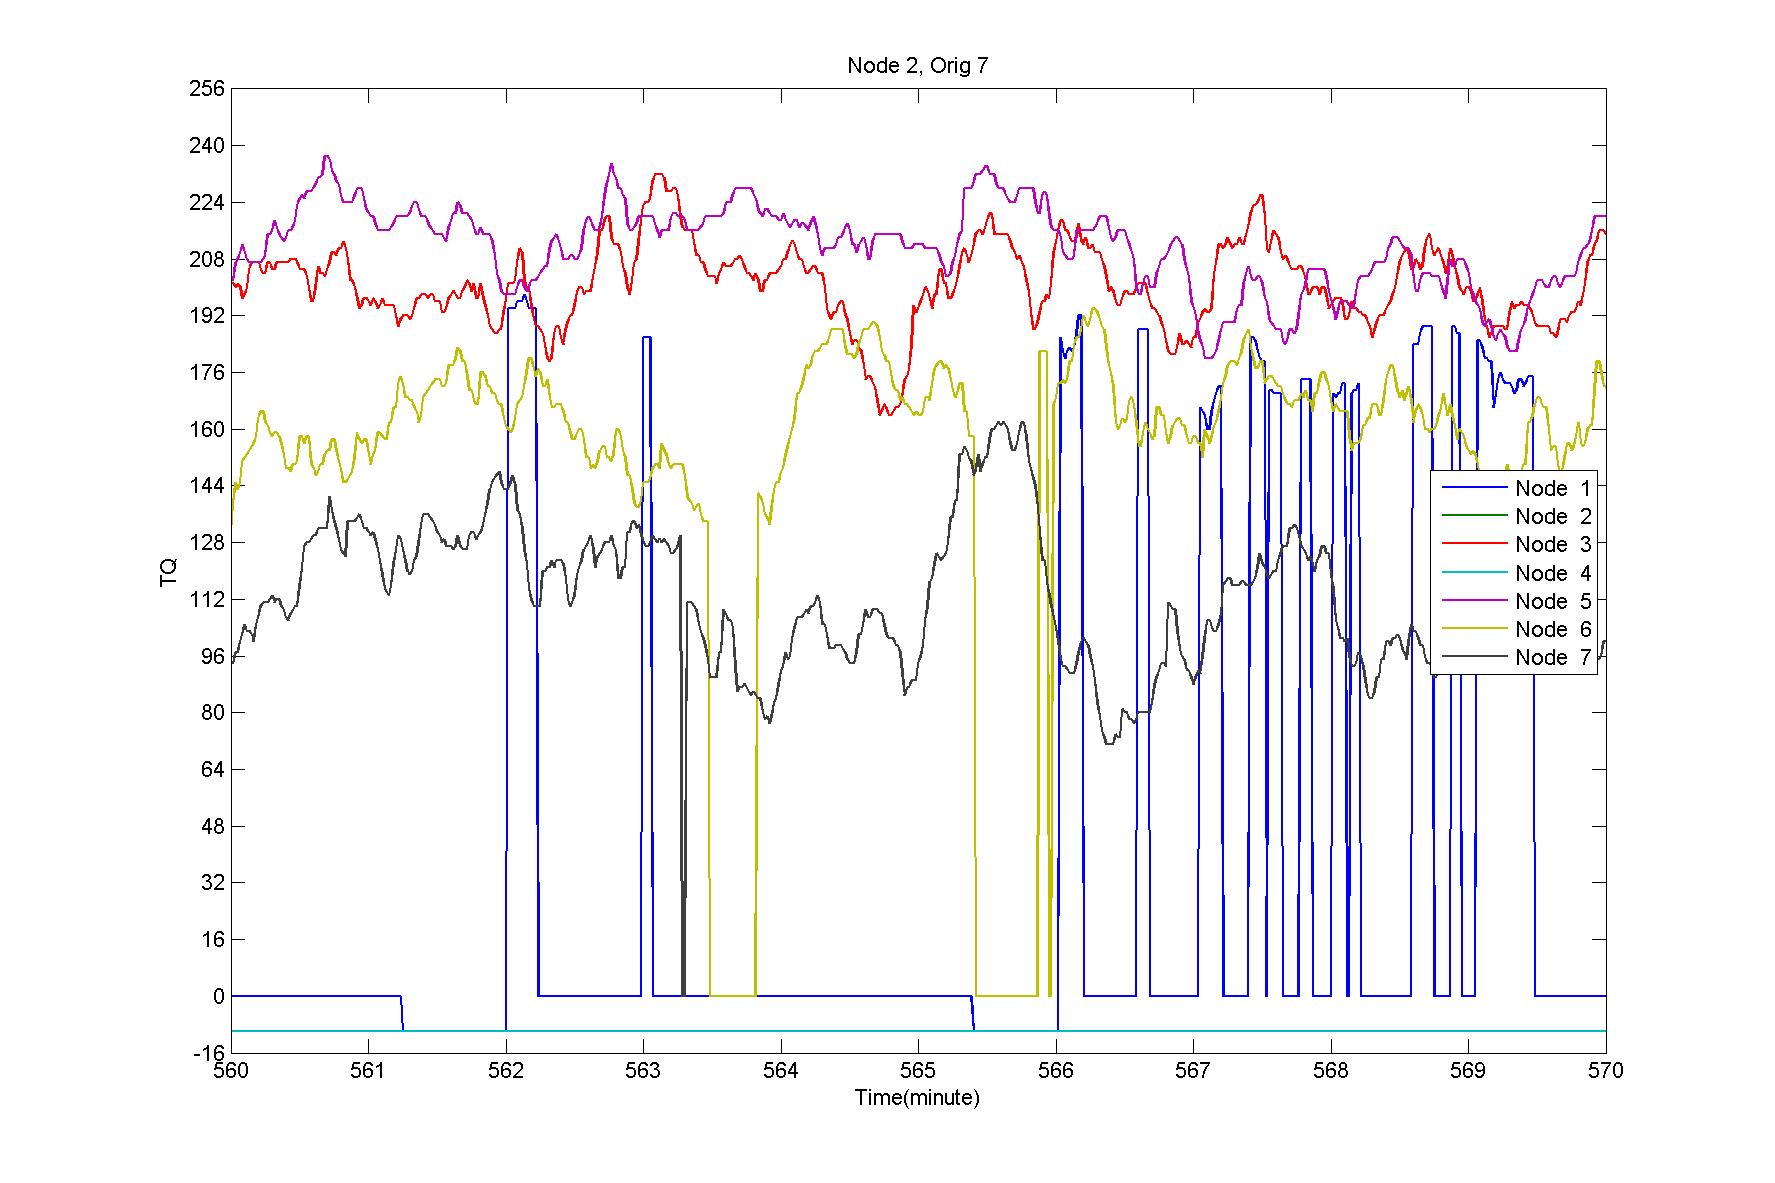 Node 2, Orig 7
256
240
224
208
192
176
160
144
128
112
96
80
64
48
32
16
0
-16
TQ
Node 1
Node 2
Node 3
Node 4
Node 5
Node 6
Node 7
560 561 562 563 564 565 566 567 568 569 570
Time(minute)